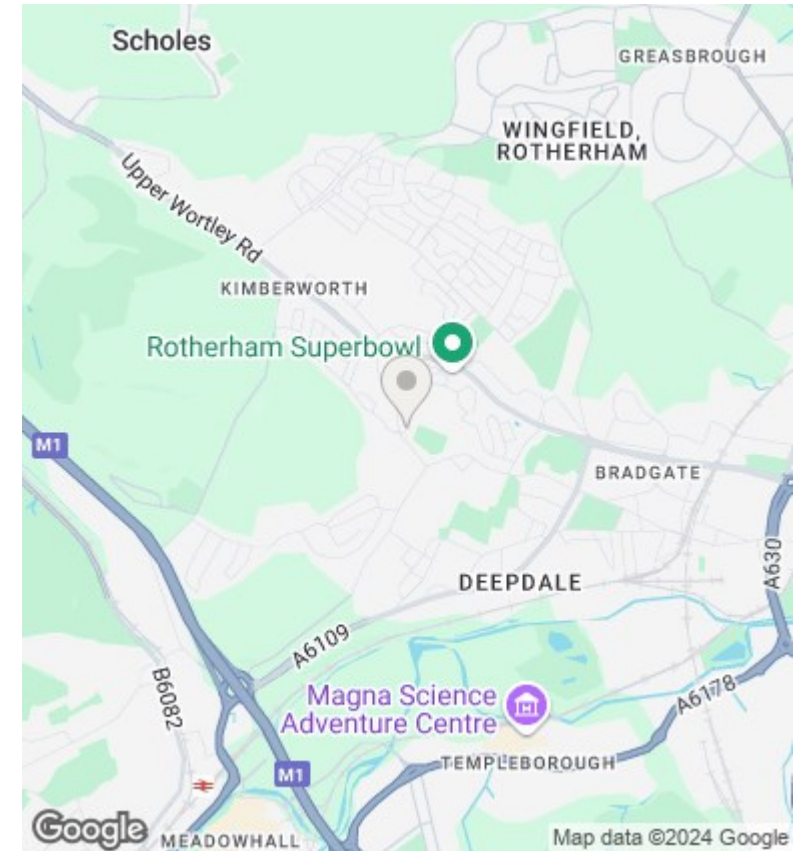 Scholes
GREASBROUGH
WINGFIELD,
ROTHERHAM
Upper Wortley Rd
KIMBERWORTH
Rotherham Superbowl
M1
BRADGATE
A630
DEEPDALE
A6109
B6082
Magna Science
Adventure Centre
A6178
M1
TEMPLEBOROUGH
Google
MEADOWHALL
Map data ©2024 Google